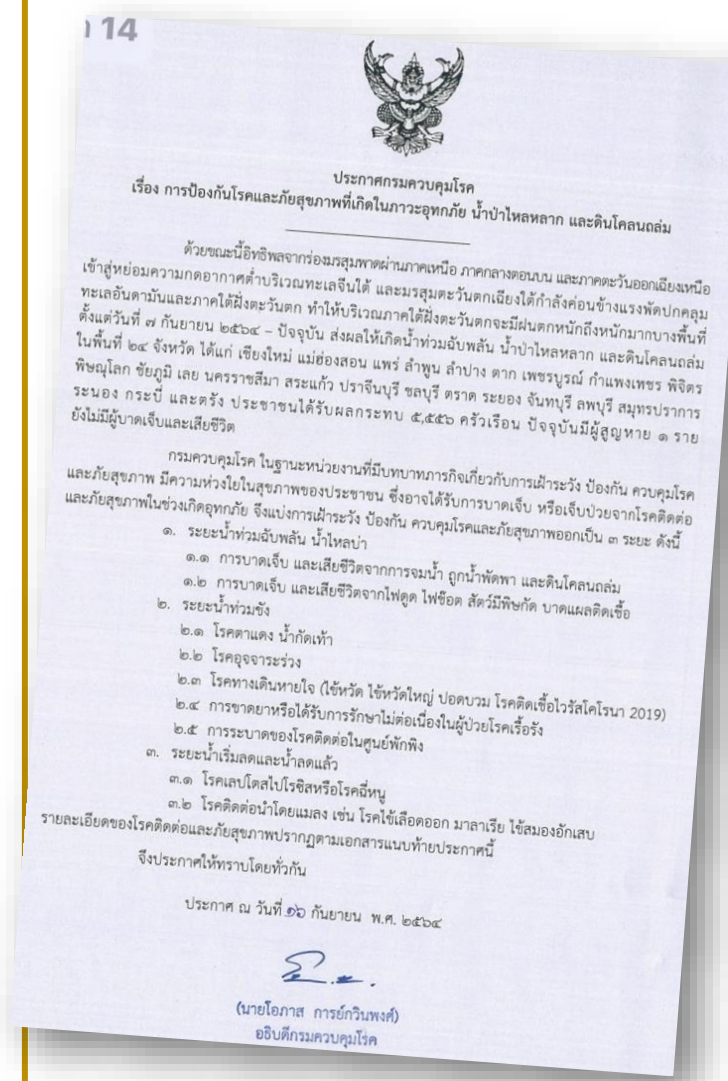 า 14
ประกาศกรมควบคุมโรค
เรื่อง การป้องกันโรคและภัยสุขภาพที่เกิดในภาวะอุทกภัย น้ำป่าไหลหลาก และดินโคลนถล่ม
ด้วยขณะนี้อิทธิพลจากร่องมรสุมพาดผ่านภาคเหนือ ภาคกลางตอนบน และภาคตะวันออกเฉียงเหนือ
เข้าสู่หย่อมความกดอากาศต่ำบริเวณทะเลจีนใต้ และมรสุมตะวันตกเฉียงใต้กำลังค่อนข้างแรงพัดปกคลุม
ทะเลอันดามันและภาคใต้ฝั่งตะวันตก ทำให้บริเวณภาคใต้ฝั่งตะวันตกจะมีฝนตกหนักถึงหนักมากบางพื้นที่
ตั้งแต่วันที่ ๗ กันยายน ๒๕๖๔ – ปัจจุบัน ส่งผลให้เกิดน้ำท่วมฉับพลัน น้ำป่าไหลหลาก และดินโคลนถล่ม
ในพื้นที่ ๒๔ จังหวัด ได้แก่ เชียงใหม่ แม่ฮ่องสอน แพร่ ลำพูน ลำปาง ตาก เพชรบูรณ์ กำแพงเพชร พิจิตร
พิษณุโลก ชัยภูมิ เลย นครราชสีมา สระแก้ว ปราจีนบุรี ชลบุรี ตราด ระยอง จันทบุรี ลพบุรี สมุทรปราการ
ระนอง กระบี่ และตรัง ประชาชนได้รับผลกระทบ ๕,๕๕๖ ครัวเรือน ปัจจุบันมีผู้สูญหาย ๑ ราย
ยังไม่มีผู้บาดเจ็บและเสียชีวิต
กรมควบคุมโรค ในฐานะหน่วยงานที่มีบทบาทภารกิจเกี่ยวกับการเฝ้าระวัง ป้องกัน ควบคุมโรค
และภัยสุขภาพ มีความห่วงใยในสุขภาพของประชาชน ซึ่งอาจได้รับการบาดเจ็บ หรือเจ็บป่วยจากโรคติดต่อ
และภัยสุขภาพในช่วงเกิดอุทกภัย จึงแบ่งการเฝ้าระวัง ป้องกัน ควบคุมโรคและภัยสุขภาพออกเป็น ๓ ระยะ ดังนี้
๑. ระยะน้ำท่วมฉับพลัน น้ำไหลบ่า
๑.๑ การบาดเจ็บ และเสียชีวิตจากการจมน้ำ ถูกน้ำพัดพา และดินโคลนถล่ม
๑.๒ การบาดเจ็บ และเสียชีวิตจากไฟดูด ไฟช๊อต สัตว์มีพิษกัด บาดแผลติดเชื้อ
๒. ระยะน้ำท่วมขัง
๒.๑ โรคตาแดง น้ำกัดเท้า
๒.๒ โรคอุจจาระร่วง
๒.๓ โรคทางเดินหายใจ (ไข้หวัด ไข้หวัดใหญ่ ปอดบวม โรคติดเชื้อไวรัสโคโรนา 2019)
๒.๔ การขาดยาหรือได้รับการรักษาไม่ต่อเนื่องในผู้ป่วยโรคเรื้อรัง
๒.๕ การระบาดของโรคติดต่อในศูนย์พักพิง
๓. ระยะน้ำเริ่มลดและน้ำลดแล้ว
๓.๑ โรคเลปโตสไปโรซิสหรือโรคฉี่หนู
๓.๒ โรคติดต่อนำโดยแมลง เช่น โรคไข้เลือดออก มาลาเรีย ไข้สมองอักเสบ
รายละเอียดของโรคติดต่อและภัยสุขภาพปรากฏตามเอกสารแนบท้ายประกาศนี้
จึงประกาศให้ทราบโดยทั่วกัน
ประกาศ ณ วันที่ ๑๖ กันยายน พ.ศ. ๒๕๖๔
(นายโอภาส การย์กวินพงศ์)
อธิบดีกรมควบคุมโรค